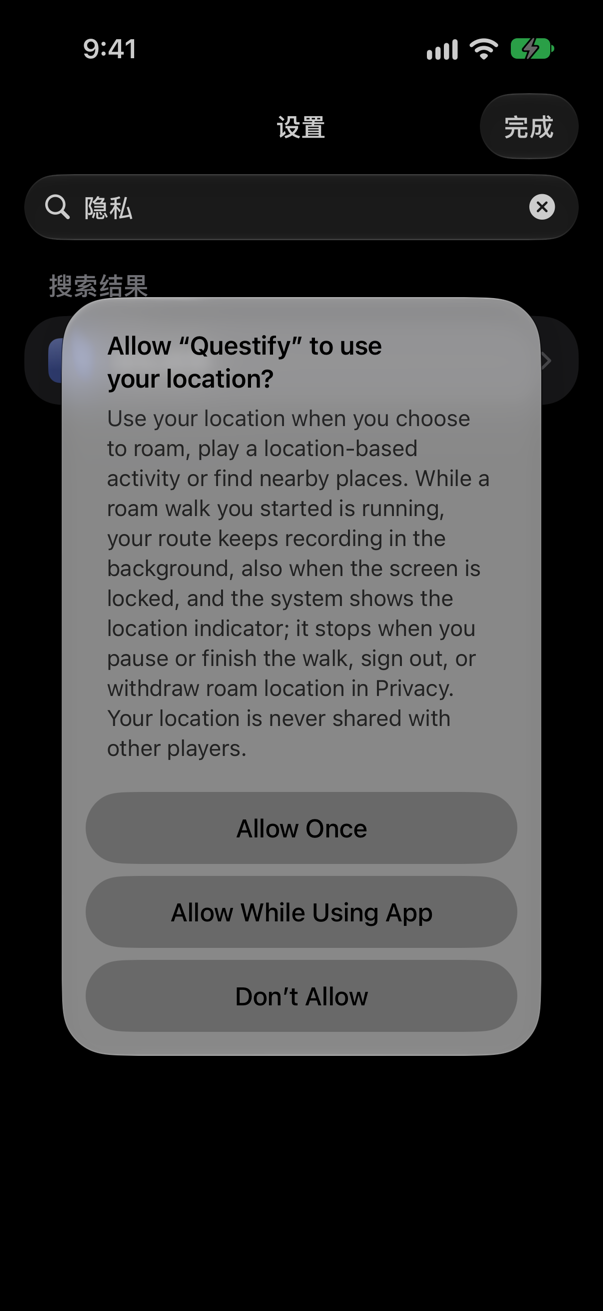 9:41
设置
完成
隐私
搜索结果
Allow “Questify” to use
your location?
Use your location when you choose
to roam, play a location-based
activity or find nearby places. While a
roam walk you started is running,
your route keeps recording in the
background, also when the screen is
locked, and the system shows the
location indicator; it stops when you
pause or finish the walk, sign out, or
withdraw roam location in Privacy.
Your location is never shared with
other players.
Allow Once
Allow While Using App
Don’t Allow